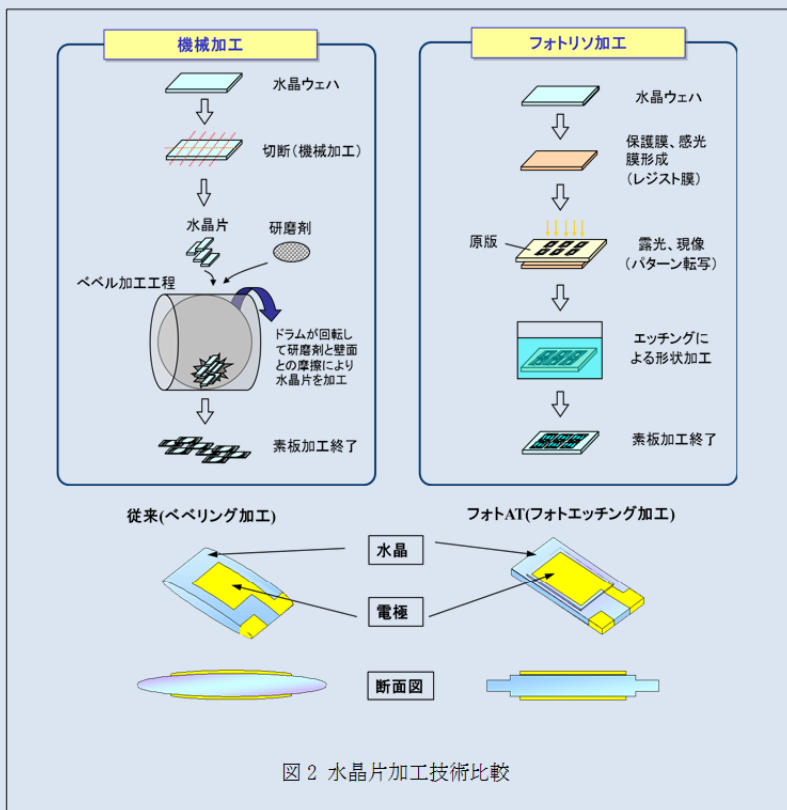 機械加工
水晶ウェハ
切断(機械加工)
水晶片
研磨剤
ベベル加工工程
ドラムが回転し
て研磨剤と壁面
との摩擦により
水晶片を加工
素板加工終了
フォトリソ加工
水晶ウェハ
保護膜、感光
膜形成
(レジスト膜)
原版
露光、現像
(パターン転写)
エッチングに
よる形状加工
素板加工終了
従来(ベベリング加工)
フォトAT(フォトエッチング加工)
水晶
電極
断面図
図2 水晶片加工技術比較